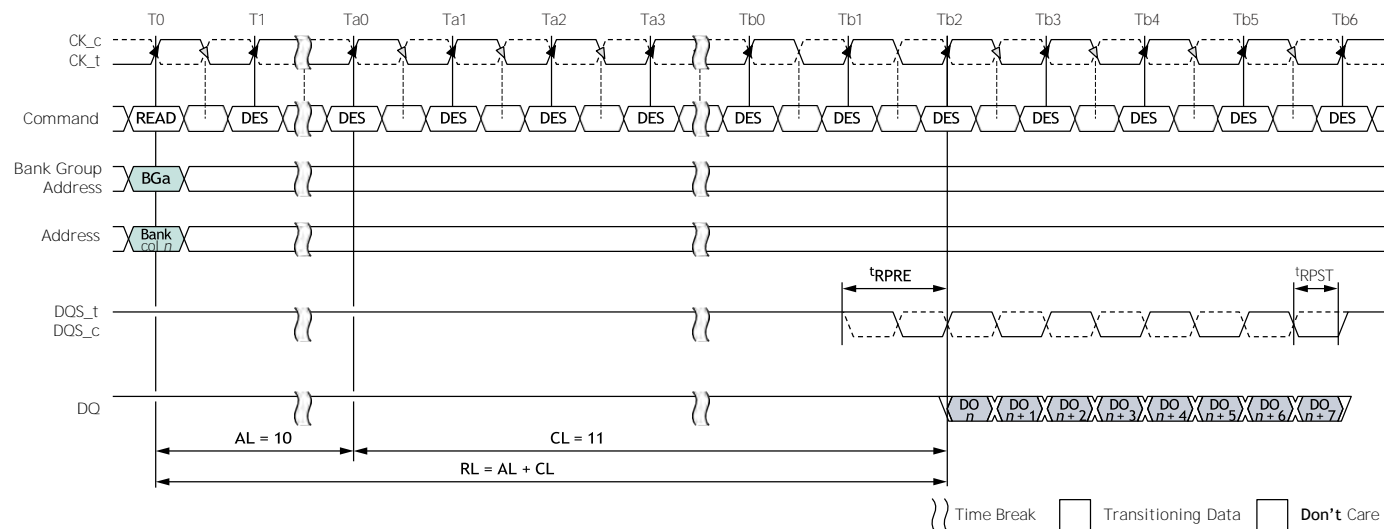 T0 T1 Ta0 Ta1 Ta2 Ta3 Tb0 Tb1 Tb2 Tb3 Tb4 Tb5 Tb6
CK_c
CK_t
Command READ DES DES DES DES DES DES DES DES DES DES DES DES
Bank Group
Address BGa
Address Bank
col n
tRPRE tRPST
DQS_t
DQS_c
DQ DO n DO n + 1 DO n + 2 DO n + 3 DO n + 4 DO n + 5 DO n + 6 DO n + 7
AL = 10 CL = 11
RL = AL + CL
Time Break Transitioning Data Don't Care